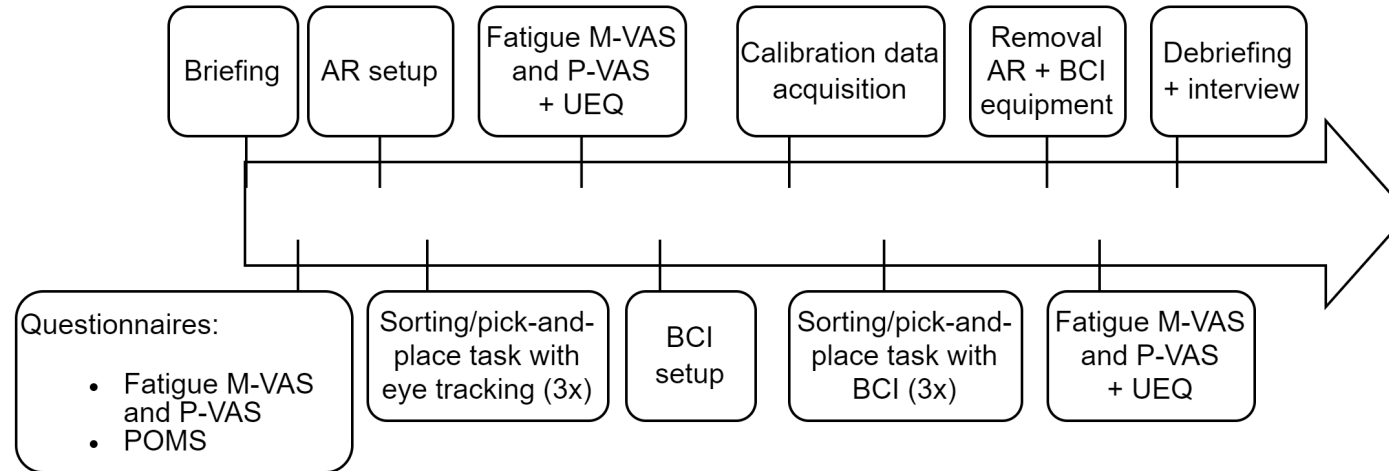 Briefing
AR setup
Fatigue M-VAS
and P-VAS
+ UEQ
Calibration data
acquisition
Removal
AR + BCI
equipment
Debriefing
+ interview
Questionnaires:
• Fatigue M-VAS
and P-VAS
• POMS
Sorting/pick-and-
place task with
eye tracking (3x)
BCI
setup
Sorting/pick-and-
place task with
BCI (3x)
Fatigue M-VAS
and P-VAS
+ UEQ